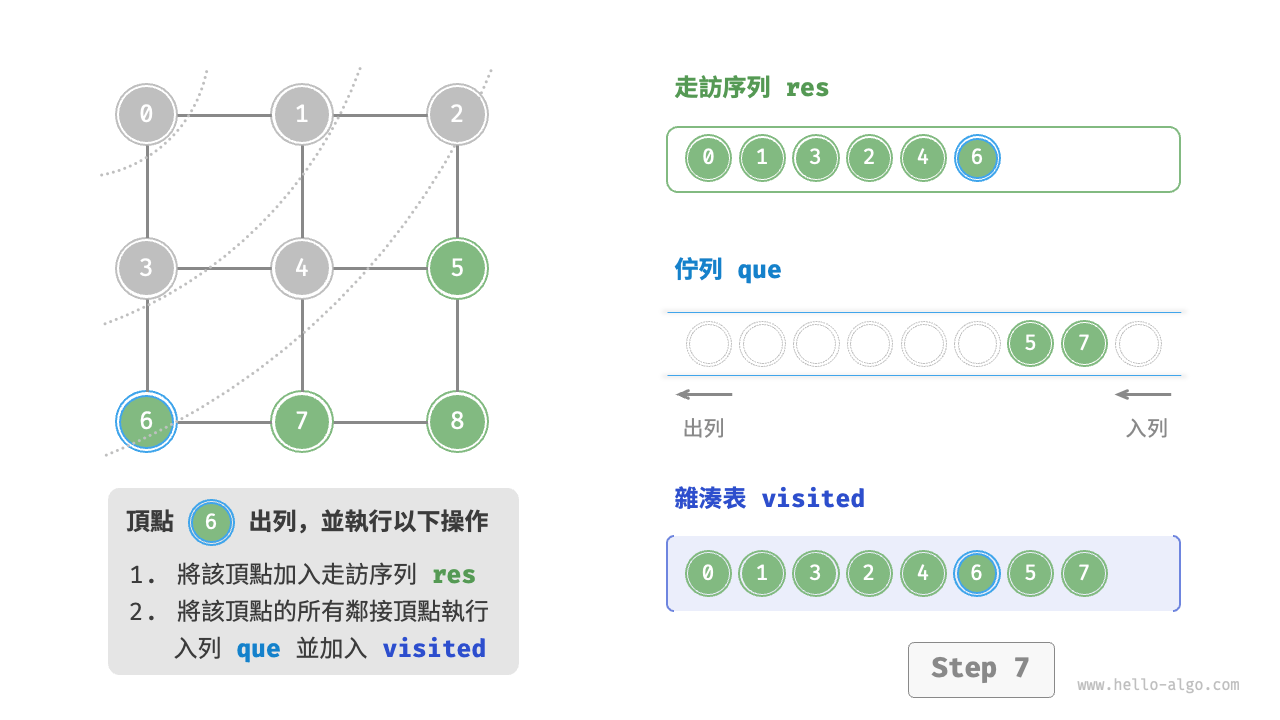 0 1 2
3 4 5
6 7 8
頂點 6 出列，並執行以下操作
1. 將該頂點加入走訪序列 res
2. 將該頂點的所有鄰接頂點執行
入列 que 並加入 visited
走訪序列 res
0 1 3 2 4 6
佇列 que
5 7
出列 入列
雜湊表 visited
0 1 3 2 4 6 5 7
Step 7
www.hello-algo.com